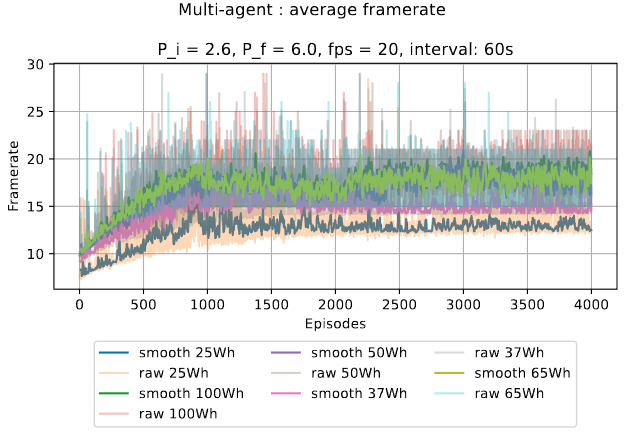 Multi-agent : average framerate
P_i = 2.6, P_f = 6.0, fps = 20, interval: 60s
30
25
20
15
10
Framerate
0 500 1000 1500 2000 2500 3000 3500 4000
Episodes
smooth 25Wh smooth 50Wh raw 37Wh
raw 25Wh raw 50Wh smooth 65Wh
smooth 100Wh smooth 37Wh raw 65Wh
raw 100Wh